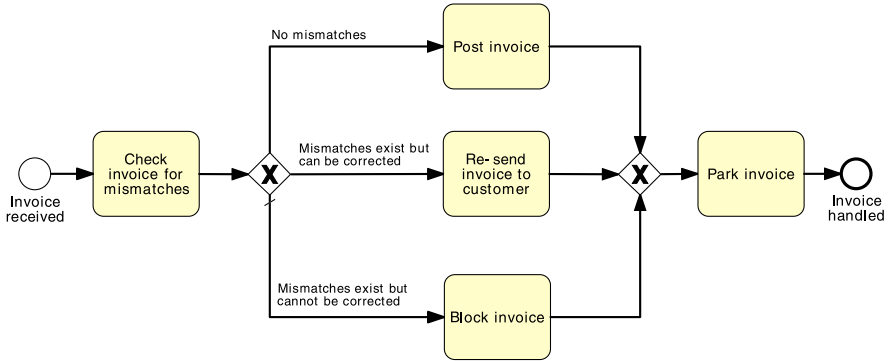 No mismatches
Post invoice
Invoice
received
Check
invoice for
mismatches
X
Mismatches exist but
can be corrected
Re- send
invoice to
customer
X
Park invoice
Invoice
handled
Mismatches exist but
cannot be corrected
Block invoice